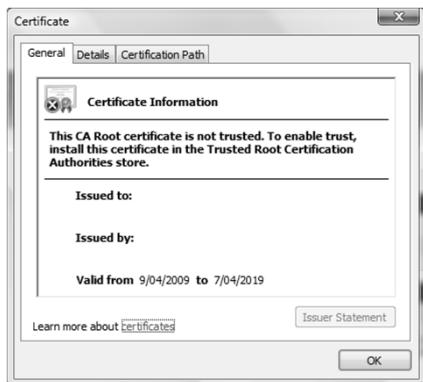 Certificate
General Details Certification Path
Certificate Information
This CA Root certificate is not trusted. To enable trust,
install this certificate in the Trusted Root Certification
Authorities store.
Issued to:
Issued by:
Valid from 9/04/2009 to 7/04/2019
Issuer Statement
Learn more about certificates
OK